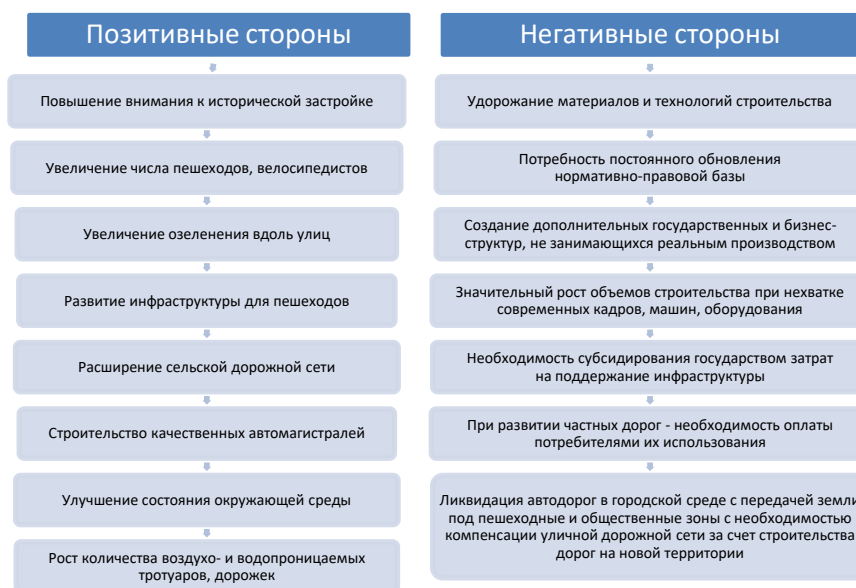 Позитивные стороны
Повышение внимания к исторической застройке
Увеличение числа пешеходов, велосипедистов
Увеличение озеленения вдоль улиц
Развитие инфраструктуры для пешеходов
Расширение сельской дорожной сети
Строительство качественных автомагистралей
Улучшение состояния окружающей среды
Рост количества воздухо- и водопроницаемых
тротуаров, дорожек
Негативные стороны
Удорожание материалов и технологий строительства
Потребность постоянного обновления
нормативно-правовой базы
Создание дополнительных государственных и бизнес-
структур, не занимающихся реальным производством
Значительный рост объемов строительства при нехватке
современных кадров, машин, оборудования
Необходимость субсидирования государством затрат
на поддержание инфраструктуры
При развитии частных дорог - необходимость оплаты
потребителями их использования
Ликвидация автодорог в городской среде с передачей земли
под пешеходные и общественные зоны с необходимостью
компенсации уличной дорожной сети за счет строительства
дорог на новой территории